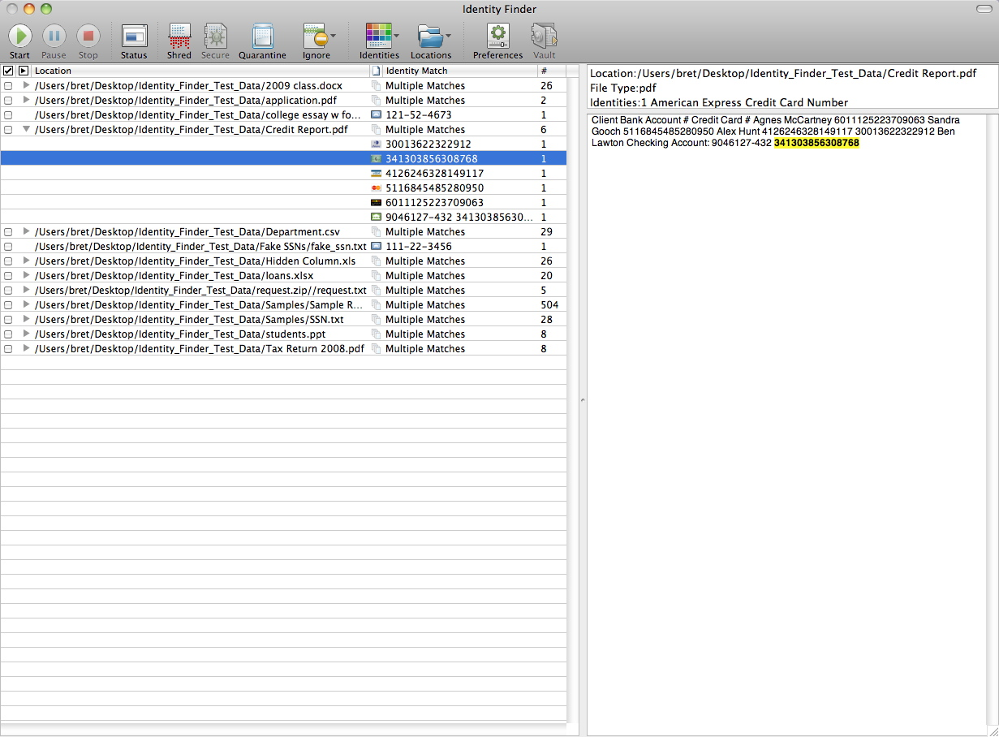 Identity Finder
Start Pause Stop Status Shred Secure Quarantine Ignore Identities Locations Preferences Vault
Location Identity Match #
/Users/bret/Desktop/Identity_Finder_Test_Data/2009 class.docx Multiple Matches 26
/Users/bret/Desktop/Identity_Finder_Test_Data/application.pdf Multiple Matches 2
/Users/bret/Desktop/Identity_Finder_Test_Data/college essay w fo... 121-52-4673 1
/Users/bret/Desktop/Identity_Finder_Test_Data/Credit Report.pdf Multiple Matches 6
30013622322912 1
341303856308768 1
4126246328149117 1
5116845485280950 1
6011125223709063 1
9046127-432 34130385630... 1
/Users/bret/Desktop/Identity_Finder_Test_Data/Department.csv Multiple Matches 29
/Users/bret/Desktop/Identity_Finder_Test_Data/Fake SSNs/fake_ssn.txt 111-22-3456 1
/Users/bret/Desktop/Identity_Finder_Test_Data/Hidden Column.xls Multiple Matches 26
/Users/bret/Desktop/Identity_Finder_Test_Data/loans.xlsx Multiple Matches 20
/Users/bret/Desktop/Identity_Finder_Test_Data/request.zip//request.txt Multiple Matches 5
/Users/bret/Desktop/Identity_Finder_Test_Data/Samples/Sample R... Multiple Matches 504
/Users/bret/Desktop/Identity_Finder_Test_Data/Samples/SSN.txt Multiple Matches 28
/Users/bret/Desktop/Identity_Finder_Test_Data/students.ppt Multiple Matches 8
/Users/bret/Desktop/Identity_Finder_Test_Data/Tax Return 2008.pdf Multiple Matches 8
Location:/Users/bret/Desktop/Identity_Finder_Test_Data/Credit Report.pdf
File Type:pdf
Identities:1 American Express Credit Card Number
Client Bank Account # Credit Card # Agnes McCartney 6011125223709063 Sandra
Gooch 5116845485280950 Alex Hunt 4126246328149117 30013622322912 Ben
Lawton Checking Account: 9046127-432 341303856308768